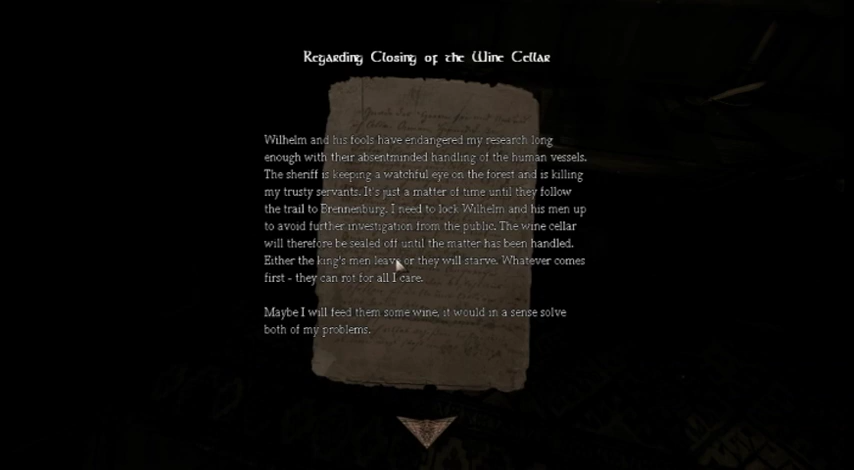 Regarding Closing of the Wine Cellar
Wilhelm and his fools have endangered my research long
enough with their absentminded handling of the human vessels.
The sheriff is keeping a watchful eye on the forest and is killing
my trusty servants. It's just a matter of time until they follow
the trail to Brennenburg. I need to lock Wilhelm and his men up
to avoid further investigation from the public. The wine cellar
will therefore be sealed off until the matter has been handled.
Either the king's men leave or they will starve. Whatever comes
first - they can rot for all I care.
Maybe I will feed them some wine, it would in a sense solve
both of my problems.